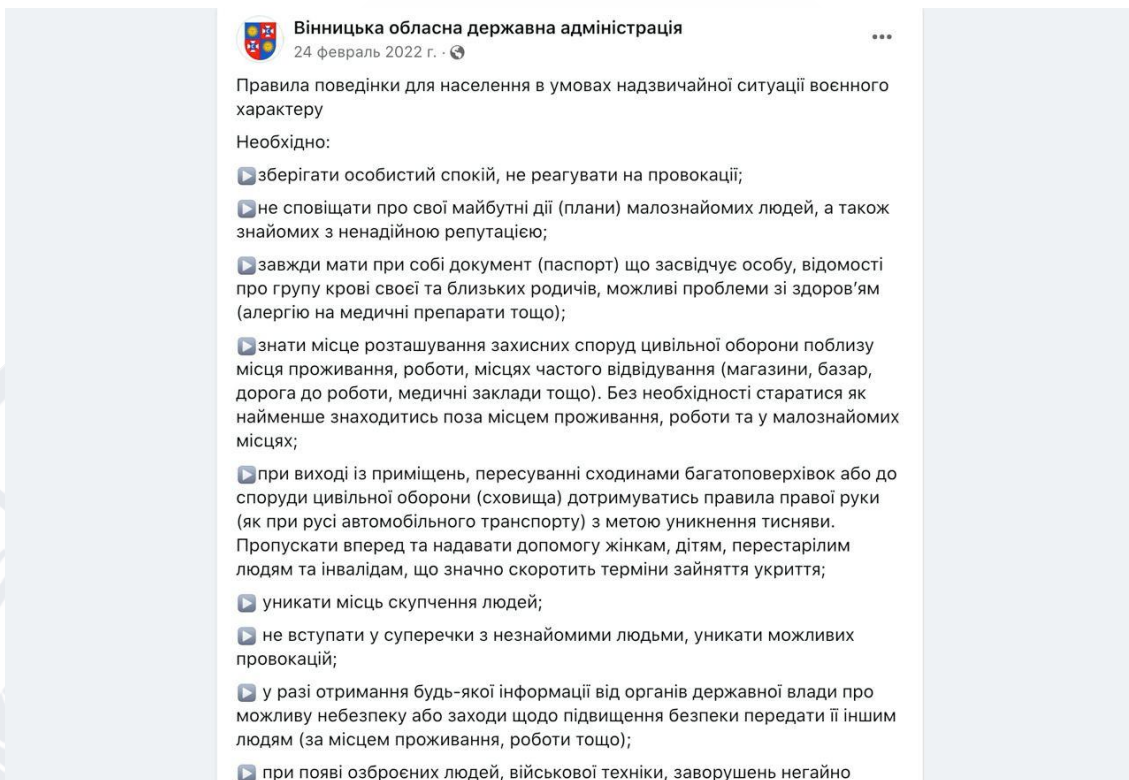 Вінницька обласна державна адміністрація
24 февраль 2022 г. ·
Правила поведінки для населення в умовах надзвичайної ситуації воєнного
характеру
Необхідно:
зберігати особистий спокій, не реагувати на провокації;
не сповіщати про свої майбутні дії (плани) малознайомих людей, а також
знайомих з ненадійною репутацією;
завжди мати при собі документ (паспорт) що засвідчує особу, відомості
про групу крові своєї та близьких родичів, можливі проблеми зі здоров’ям
(алергію на медичні препарати тощо);
знати місце розташування захисних споруд цивільної оборони поблизу
місця проживання, роботи, місцях частого відвідування (магазини, базар,
дорога до роботи, медичні заклади тощо). Без необхідності старатися як
найменше знаходитись поза місцем проживання, роботи та у малознайомих
місцях;
при виході із приміщень, пересуванні сходинами багатоповерхівок або до
споруди цивільної оборони (сховища) дотримуватись правила правої руки
(як при русі автомобільного транспорту) з метою уникнення тисняви.
Пропускати вперед та надавати допомогу жінкам, дітям, перестарілим
людям та інвалідам, що значно скоротить терміни зайняття укриття;
уникати місць скупчення людей;
не вступати у суперечки з незнайомими людьми, уникати можливих
провокацій;
у разі отримання будь-якої інформації від органів державної влади про
можливу небезпеку або заходи щодо підвищення безпеки передати її іншим
людям (за місцем проживання, роботи тощо);
при появі озброєних людей, військової техніки, заворушень негайно